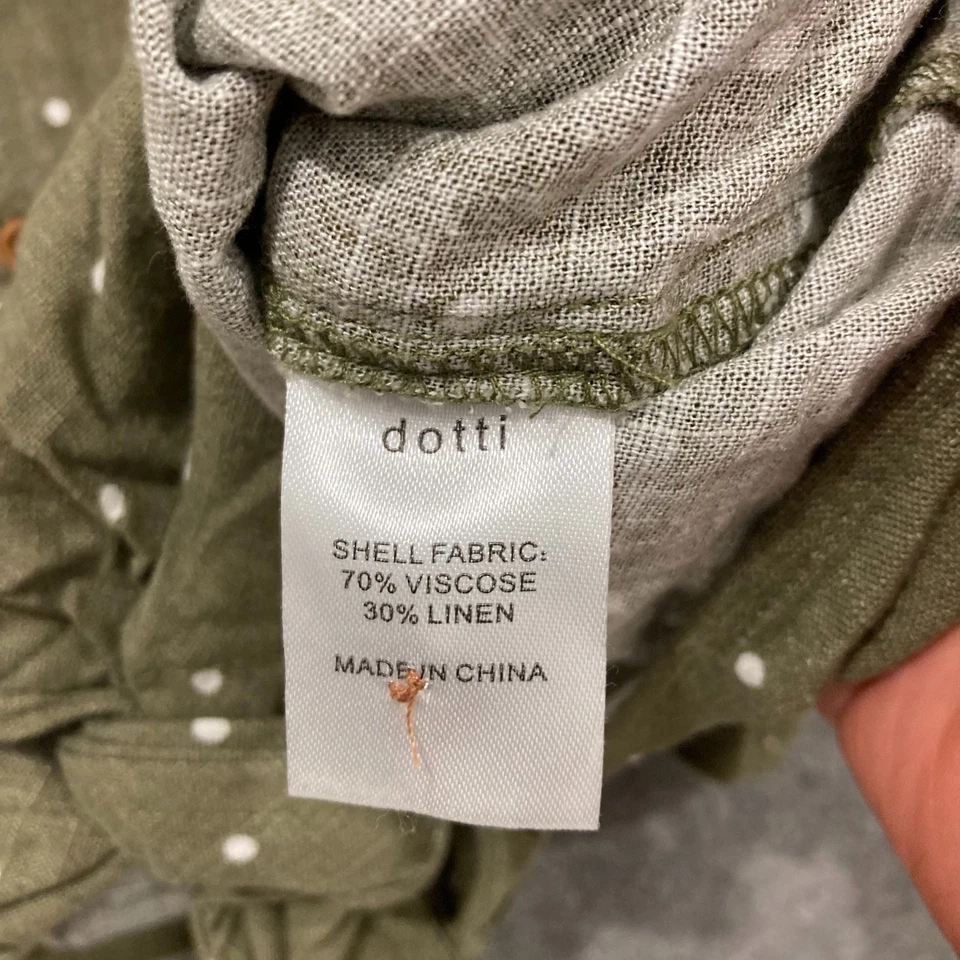 dotti
SHELL FABRIC:
70% VISCOSE
30% LINEN
MADE IN CHINA